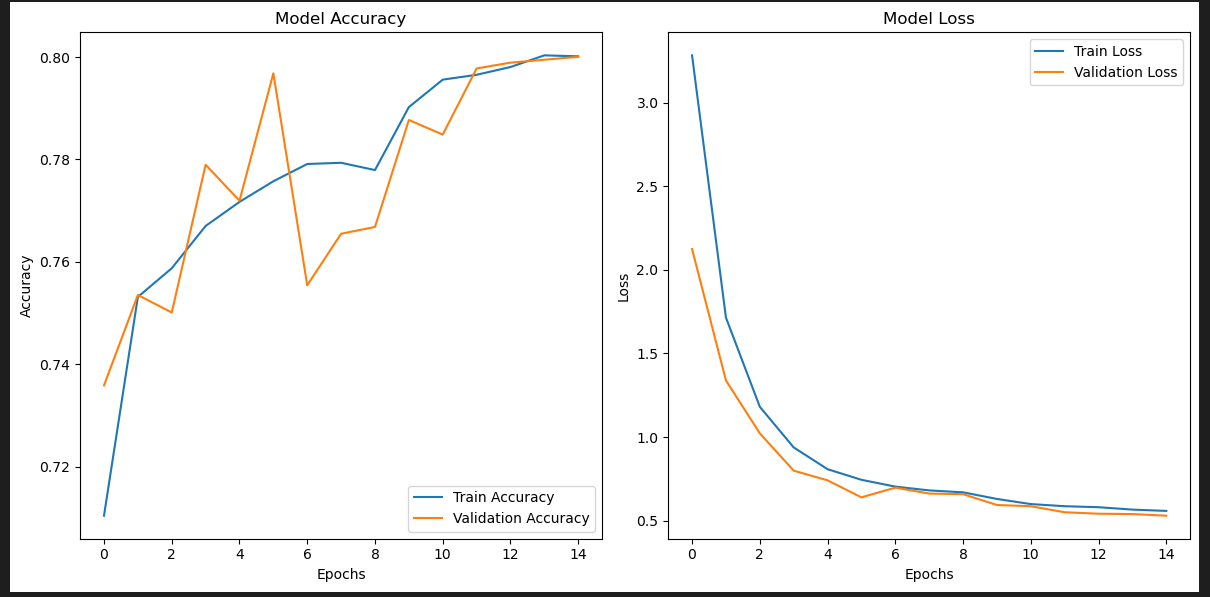 Model Accuracy
0.80
0.78
0.76
0.74
0.72
Accuracy
Train Accuracy
Validation Accuracy
0 2 4 6 8 10 12 14
Epochs
Model Loss
Train Loss
Validation Loss
3.0
2.5
2.0
1.5
1.0
0.5
Loss
0 2 4 6 8 10 12 14
Epochs